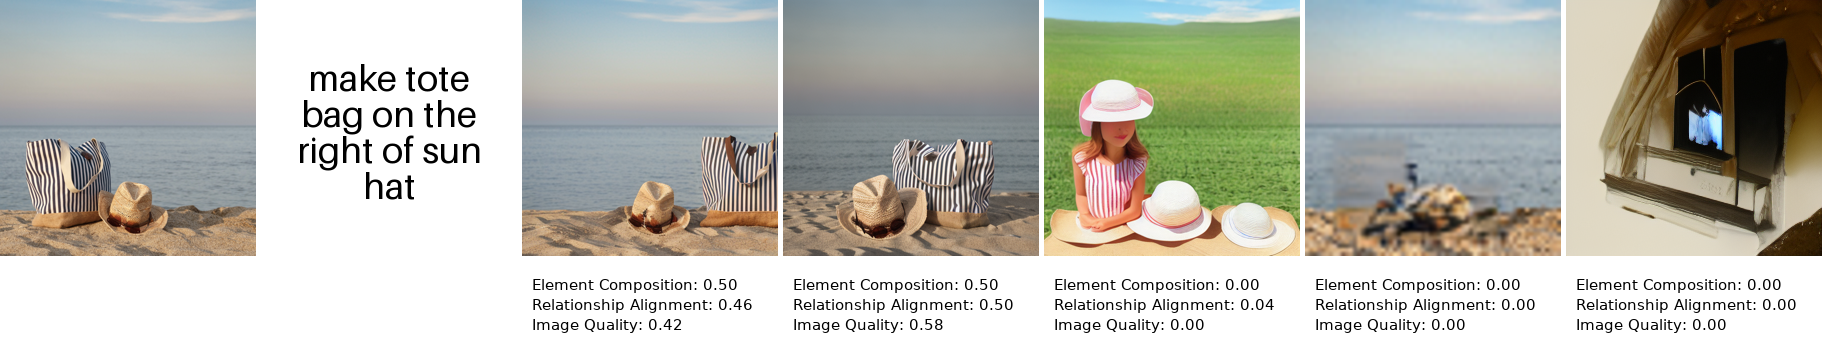 make tote
bag on the
right of sun
hat
Element Composition: 0.50
Relationship Alignment: 0.46
Image Quality: 0.42
Element Composition: 0.50
Relationship Alignment: 0.50
Image Quality: 0.58
Element Composition: 0.00
Relationship Alignment: 0.04
Image Quality: 0.00
Element Composition: 0.00
Relationship Alignment: 0.00
Image Quality: 0.00
Element Composition: 0.00
Relationship Alignment: 0.00
Image Quality: 0.00